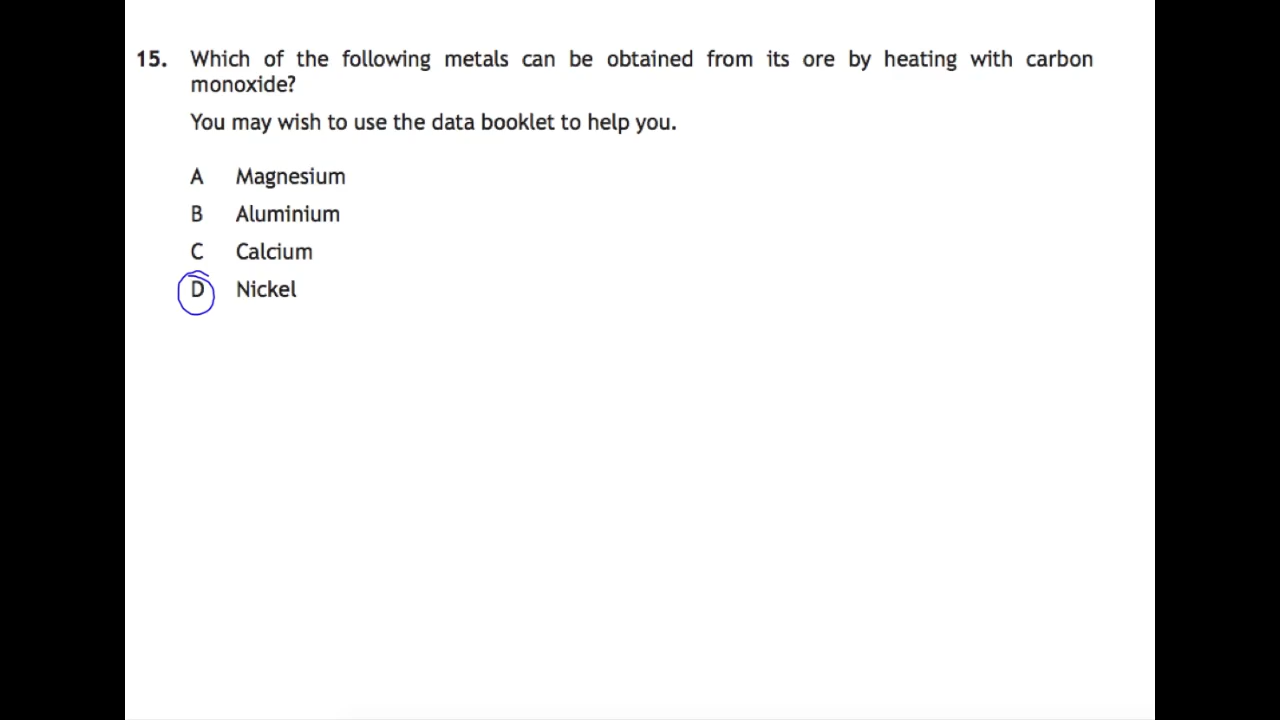 15. Which of the following metals can be obtained from its ore by heating with carbon
monoxide?
You may wish to use the data booklet to help you.
A Magnesium
B Aluminium
C Calcium
D Nickel